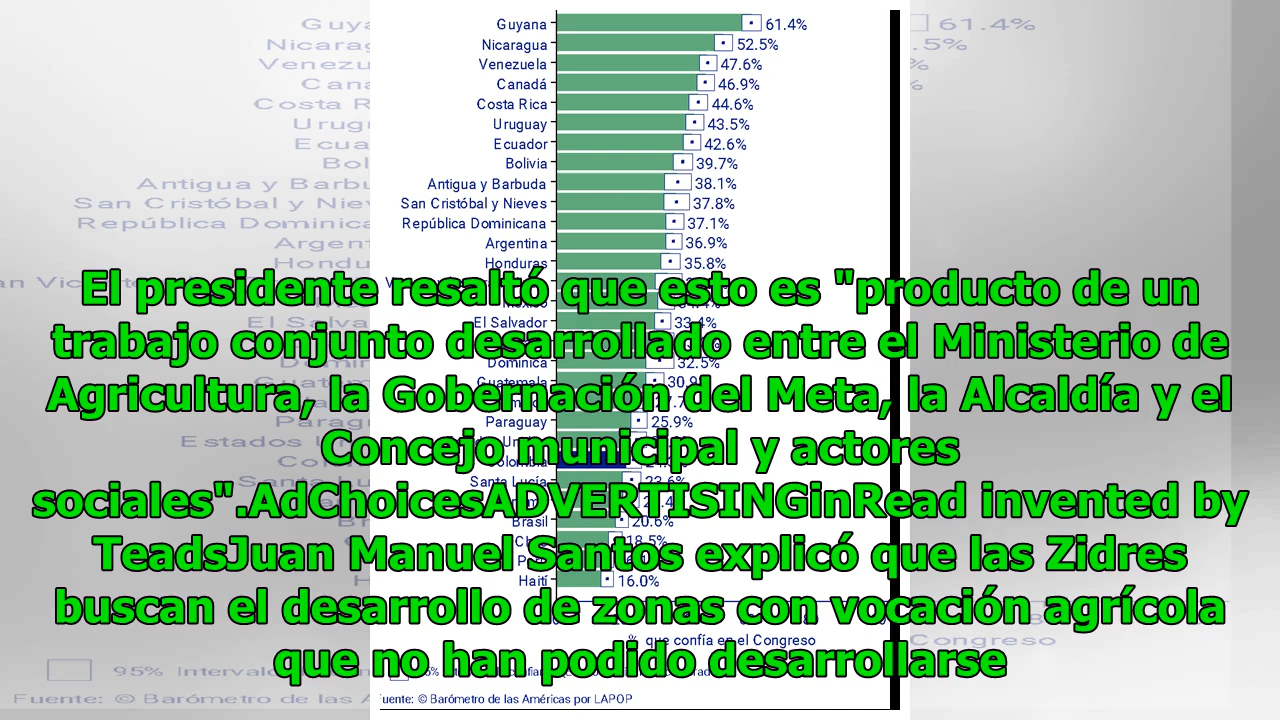 Guyana 61.4%
Nicaragua 52.5%
Venezuela 47.6%
Canadá 46.9%
Costa Rica 44.6%
Uruguay 43.5%
Ecuador 42.6%
Bolivia 39.7%
Antigua y Barbuda 38.1%
San Cristóbal y Nieves 37.8%
República Dominicana 37.1%
Argentina 36.9%
Honduras 35.8%
El Salvador 33.4%
Dominica 32.5%
Guatemala
Paraguay 25.9%
Colombia
Santa Lucía
Brasil 20.6%
18.5%
Haití 16.0%
% que confía en el Congreso
Fuente: © Barómetro de las Américas por LAPOP
El presidente resaltó que esto es "producto de un
trabajo conjunto desarrollado entre el Ministerio de
Agricultura, la Gobernación del Meta, la Alcaldía y el
Concejo municipal y actores
sociales".AdChoicesADVERTISINGinRead invented by
TeadsJuan Manuel Santos explicó que las Zidres
buscan el desarrollo de zonas con vocación agrícola
que no han podido desarrollarse